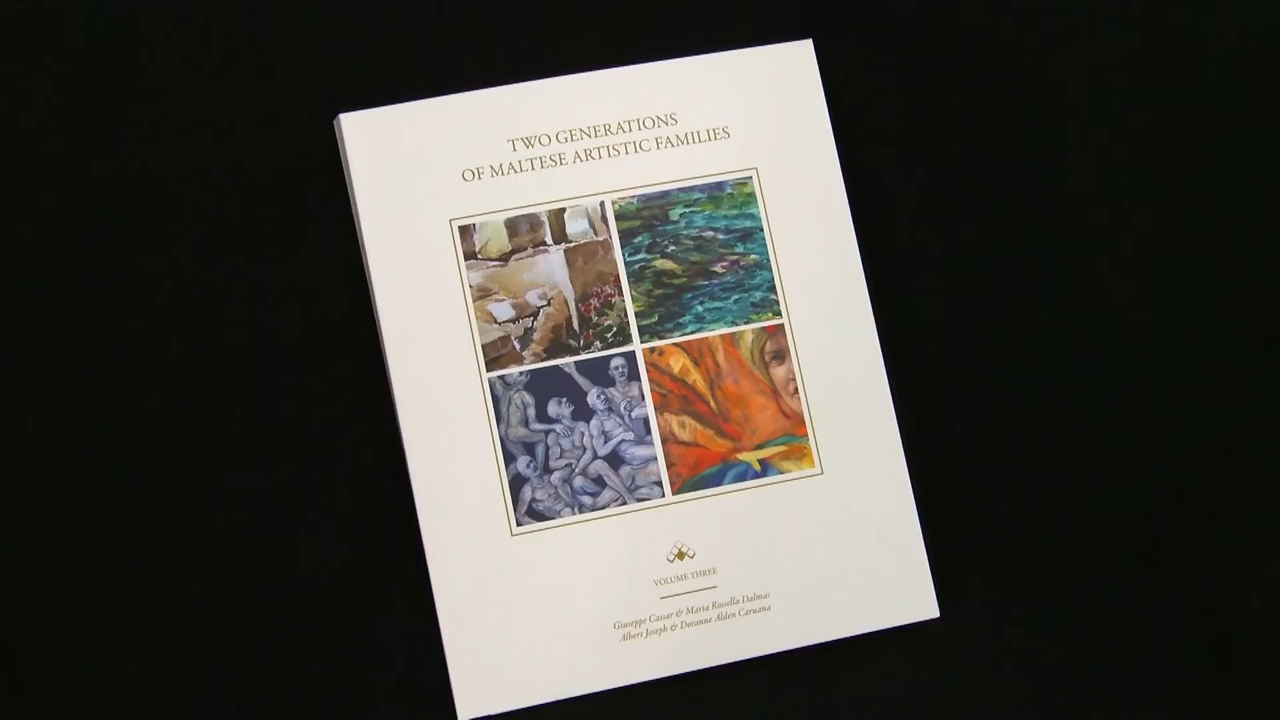 TWO GENERATIONS
OF MALTESE ARTISTIC FAMILIES
VOLUME THREE
Giuseppe Cassar & Maria Rossella Dalmas
Albert Joseph & Doranne Alden Caruana